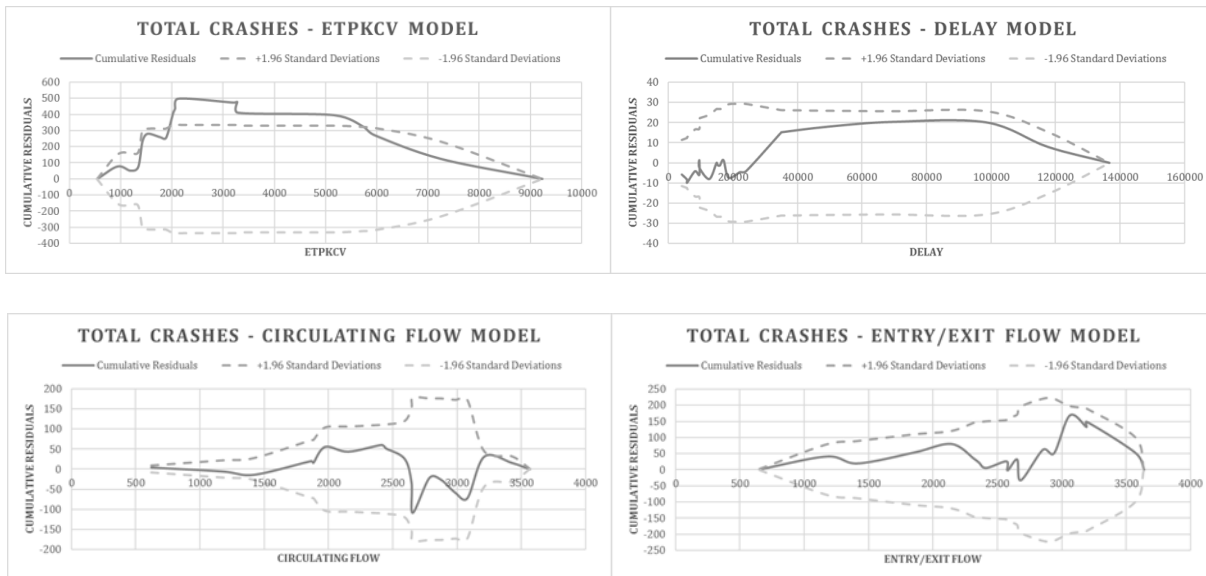 TOTAL CRASHES - ETPKCV MODEL
Cumulative Residuals +1.96 Standard Deviations -1.96 Standard Deviations
CUMULATIVE RESIDUALS
600
500
400
300
200
100
0
-100
-200
-300
-400
0 1000 2000 3000 4000 5000 6000 7000 8000 9000 10000
ETPKCV
TOTAL CRASHES - DELAY MODEL
Cumulative Residuals +1.96 Standard Deviations -1.96 Standard Deviations
CUMULATIVE RESIDUALS
40
30
20
10
0
-10
-20
-30
-40
0 20000 40000 60000 80000 100000 120000 140000 160000
DELAY
TOTAL CRASHES - CIRCULATING FLOW MODEL
Cumulative Residuals +1.96 Standard Deviations -1.96 Standard Deviations
CUMULATIVE RESIDUALS
200
150
100
50
0
-50
-100
-150
-200
0 500 1000 1500 2000 2500 3000 3500 4000
CIRCULATING FLOW
TOTAL CRASHES - ENTRY/EXIT FLOW MODEL
Cumulative Residuals +1.96 Standard Deviations -1.96 Standard Deviations
CUMULATIVE RESIDUALS
250
200
150
100
50
0
-50
-100
-150
-200
-250
0 500 1000 1500 2000 2500 3000 3500 4000
ENTRY/EXIT FLOW